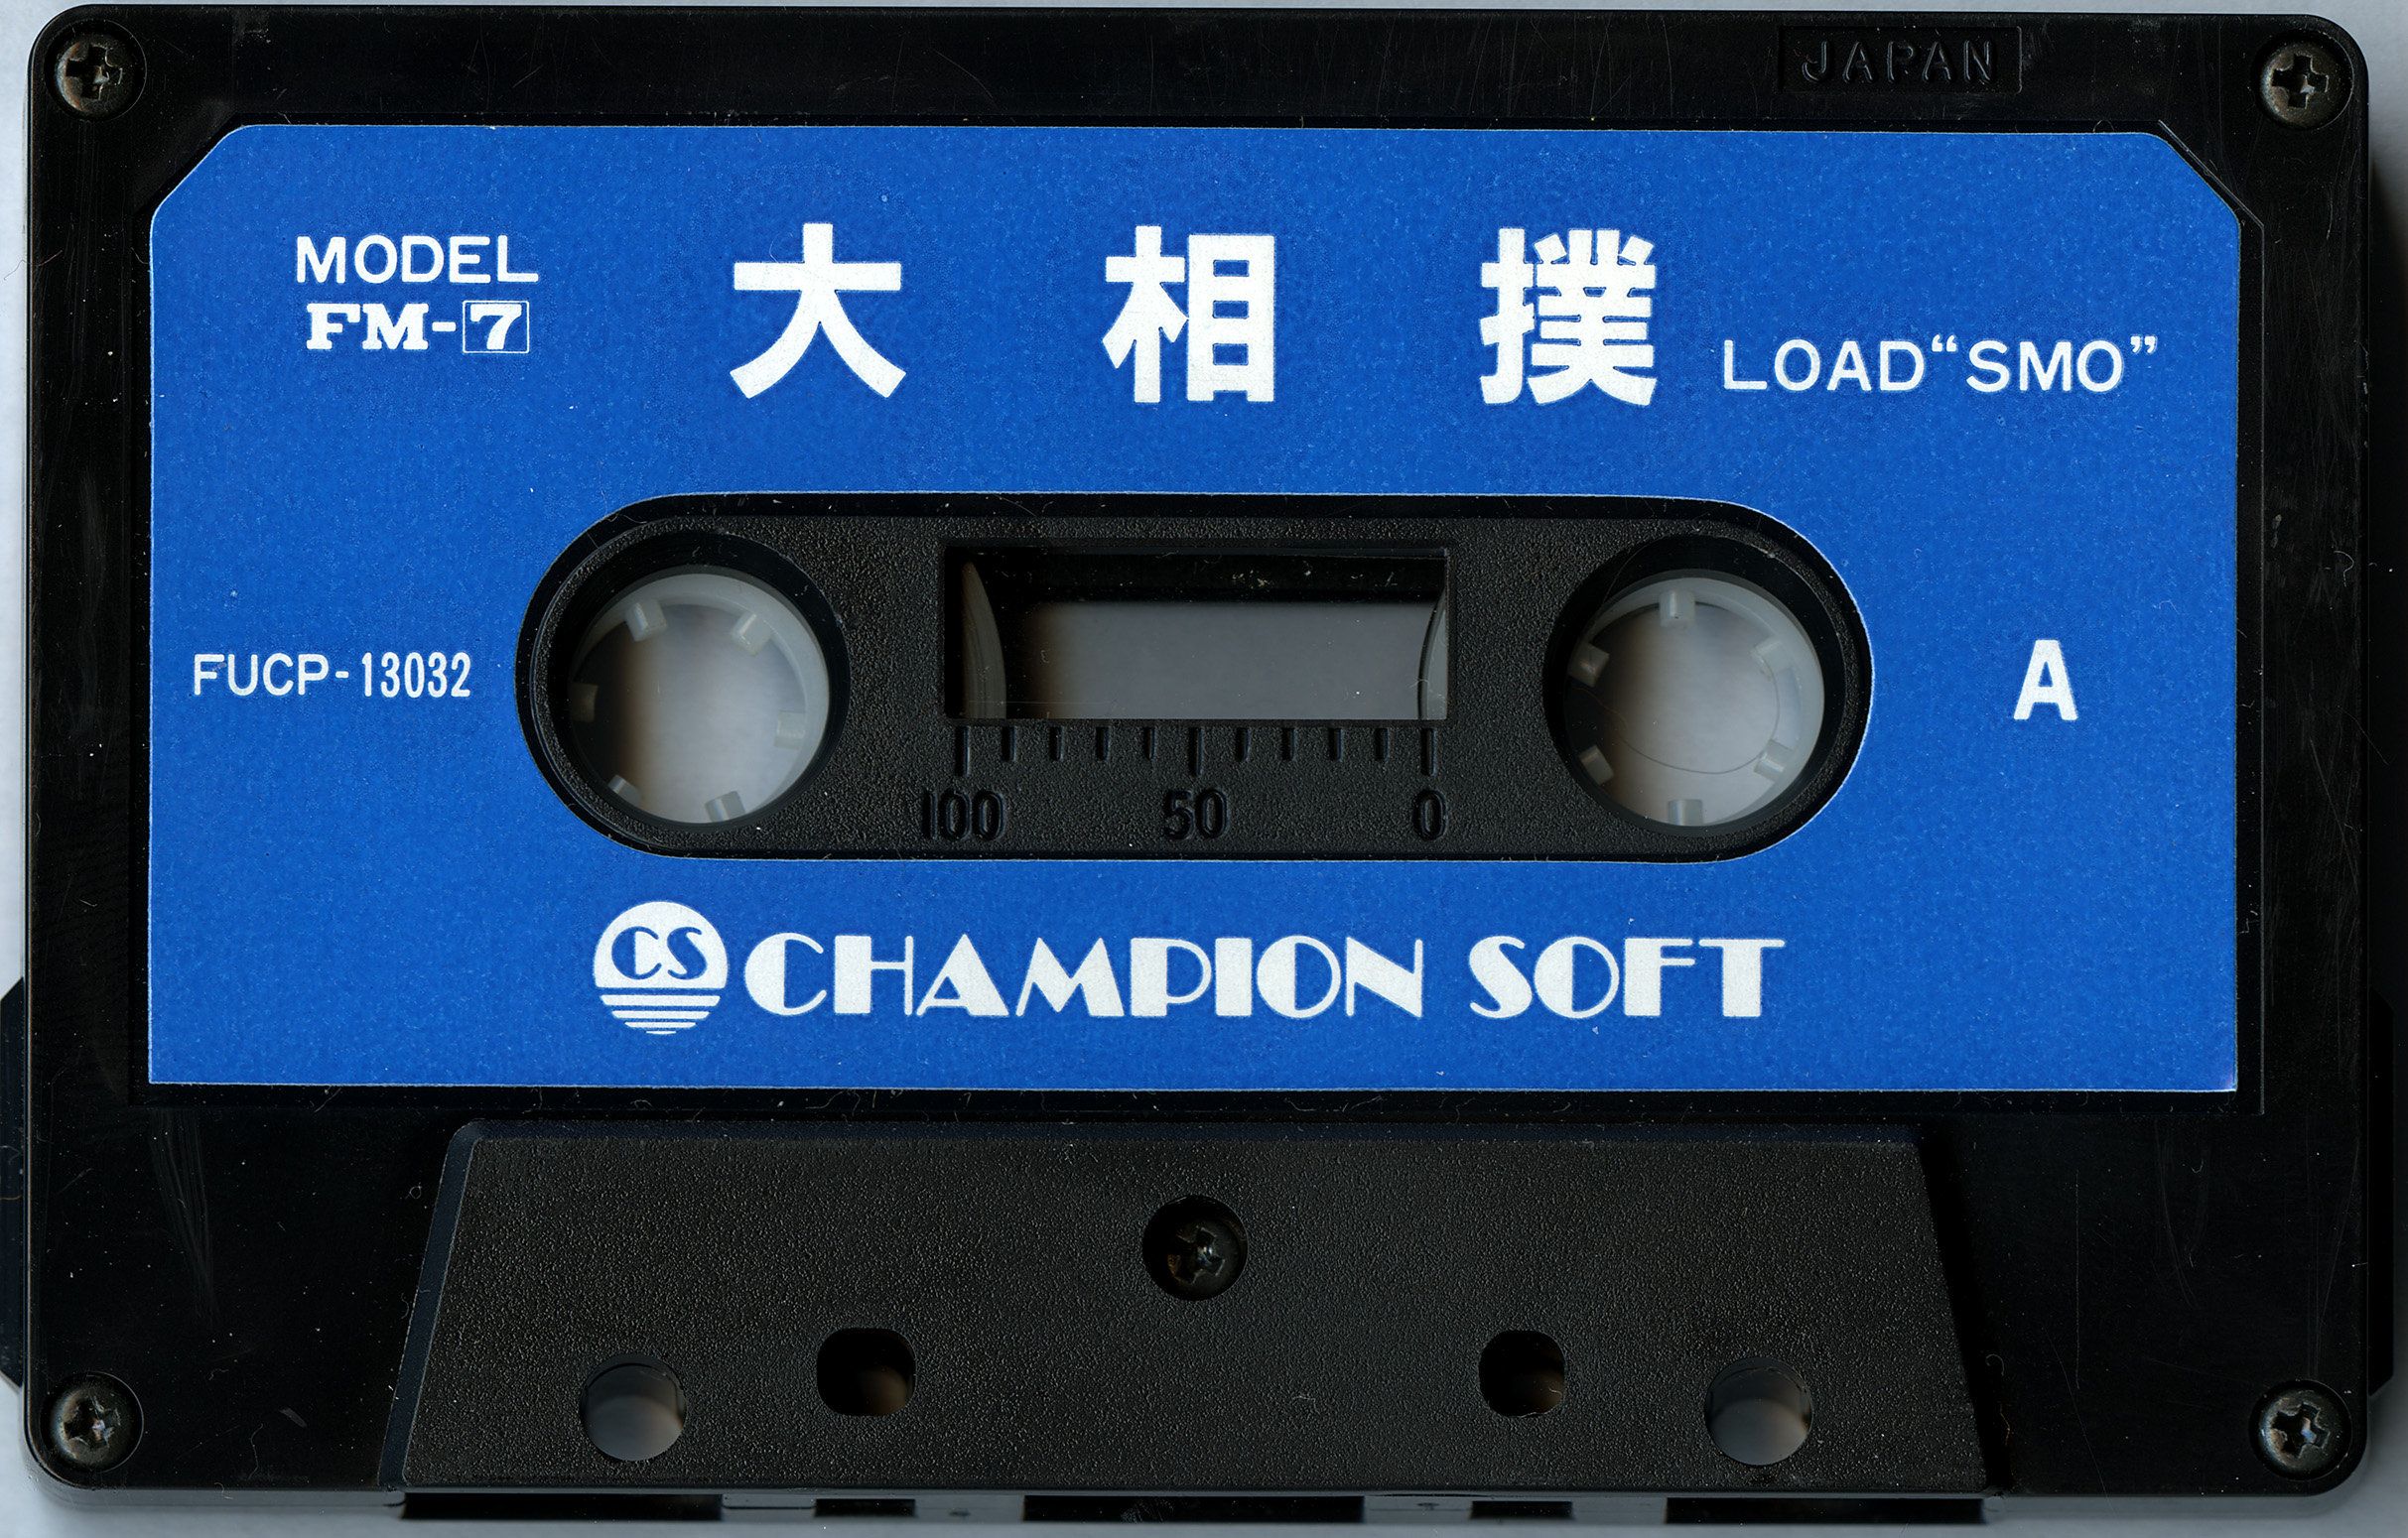 JAPAN
MODEL
FM-7
大相撲
LOAD“SMO”
FUCP-13032
A
100 50 0
CS CHAMPION SOFT